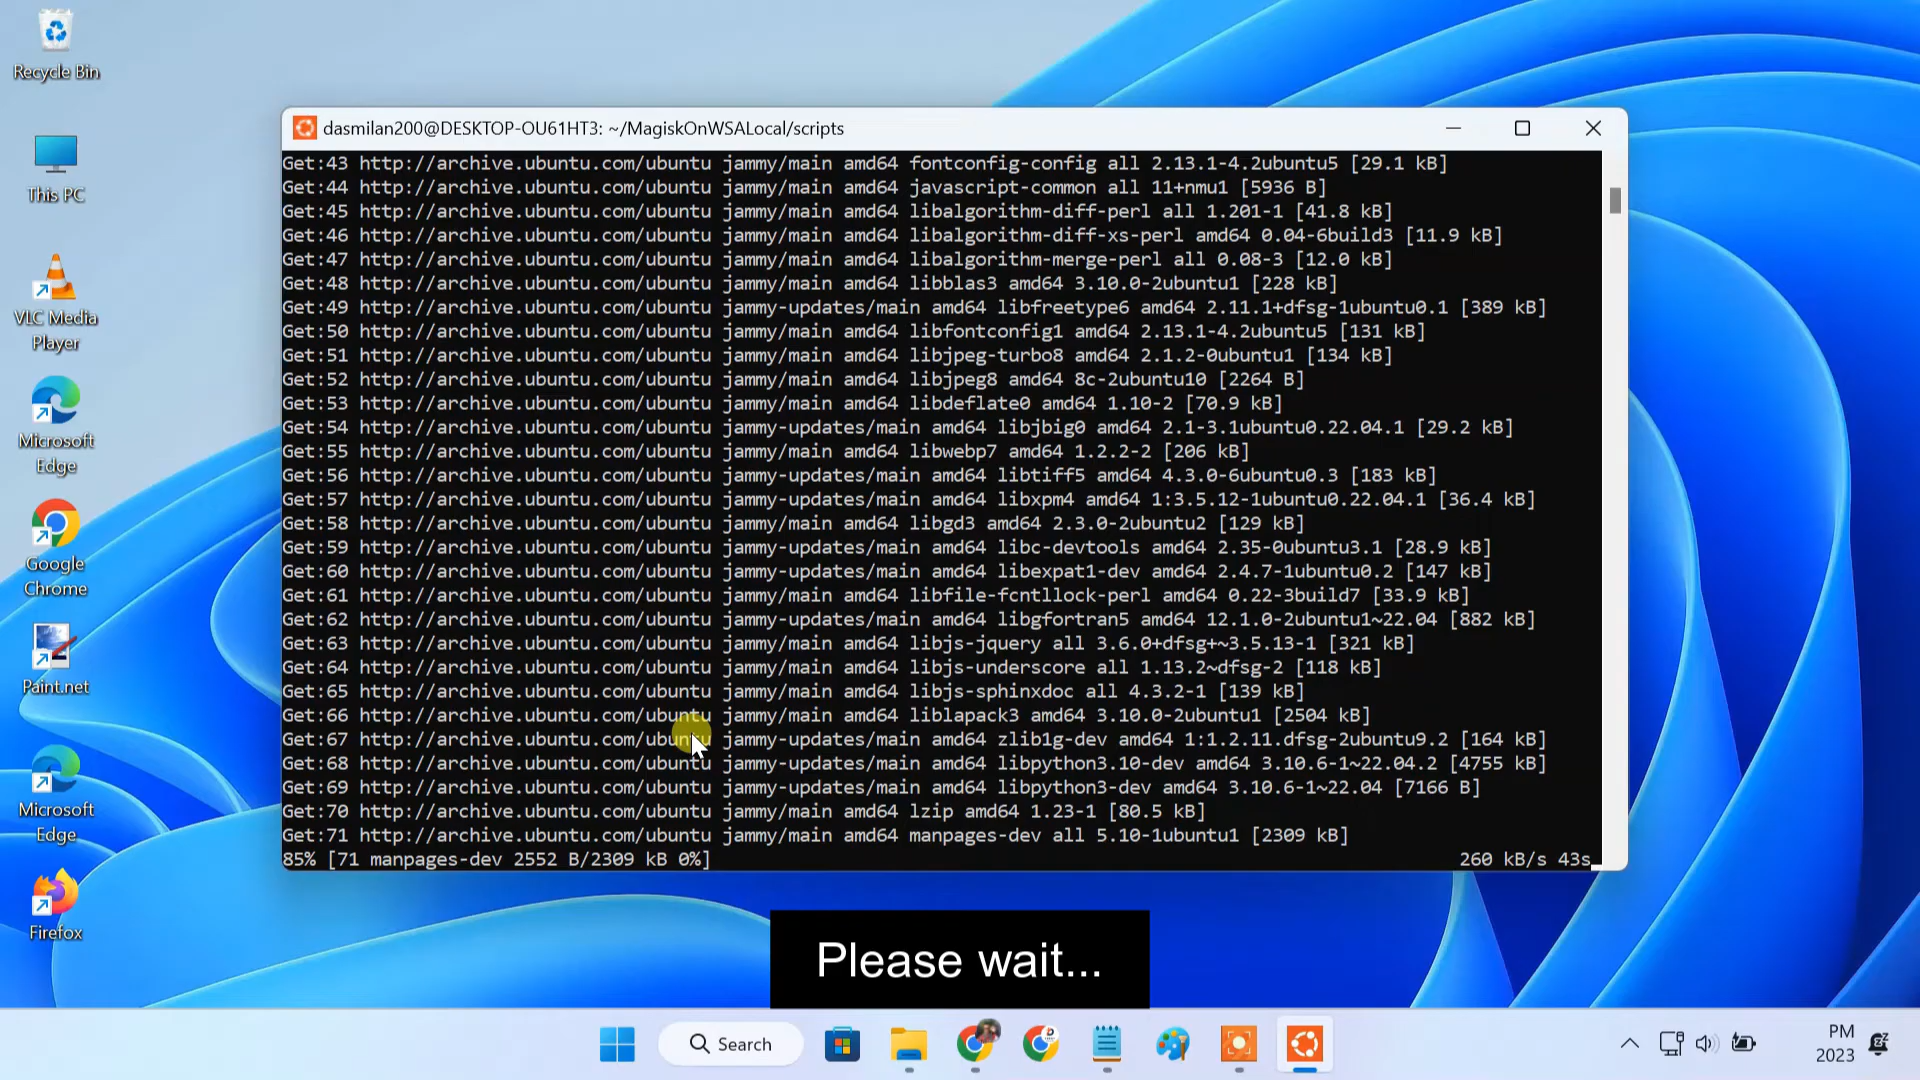 Recycle Bin
This PC
VLC Media
Player
Microsoft
Edge
Google
Chrome
Paint.net
Microsoft
Edge
Firefox
dasmilan200@DESKTOP-OU61HT3: ~/MagiskOnWSALocal/scripts
Get:43 http://archive.ubuntu.com/ubuntu jammy/main amd64 fontconfig-config all 2.13.1-4.2ubuntu5 [29.1 kB]
Get:44 http://archive.ubuntu.com/ubuntu jammy/main amd64 javascript-common all 11+nmu1 [5936 B]
Get:45 http://archive.ubuntu.com/ubuntu jammy/main amd64 libalgorithm-diff-perl all 1.201-1 [41.8 kB]
Get:46 http://archive.ubuntu.com/ubuntu jammy/main amd64 libalgorithm-diff-xs-perl amd64 0.04-6build3 [11.9 kB]
Get:47 http://archive.ubuntu.com/ubuntu jammy/main amd64 libalgorithm-merge-perl all 0.08-3 [12.0 kB]
Get:48 http://archive.ubuntu.com/ubuntu jammy/main amd64 libblas3 amd64 3.10.0-2ubuntu1 [228 kB]
Get:49 http://archive.ubuntu.com/ubuntu jammy-updates/main amd64 libfreetype6 amd64 2.11.1+dfsg-1ubuntu0.1 [389 kB]
Get:50 http://archive.ubuntu.com/ubuntu jammy/main amd64 libfontconfig1 amd64 2.13.1-4.2ubuntu5 [131 kB]
Get:51 http://archive.ubuntu.com/ubuntu jammy/main amd64 libjpeg-turbo8 amd64 2.1.2-0ubuntu1 [134 kB]
Get:52 http://archive.ubuntu.com/ubuntu jammy/main amd64 libjpeg8 amd64 8c-2ubuntu10 [2264 B]
Get:53 http://archive.ubuntu.com/ubuntu jammy/main amd64 libdeflate0 amd64 1.10-2 [70.9 kB]
Get:54 http://archive.ubuntu.com/ubuntu jammy-updates/main amd64 libjbig0 amd64 2.1-3.1ubuntu0.22.04.1 [29.2 kB]
Get:55 http://archive.ubuntu.com/ubuntu jammy/main amd64 libwebp7 amd64 1.2.2-2 [206 kB]
Get:56 http://archive.ubuntu.com/ubuntu jammy-updates/main amd64 libtiff5 amd64 4.3.0-6ubuntu0.3 [183 kB]
Get:57 http://archive.ubuntu.com/ubuntu jammy-updates/main amd64 libxpm4 amd64 1:3.5.12-1ubuntu0.22.04.1 [36.4 kB]
Get:58 http://archive.ubuntu.com/ubuntu jammy/main amd64 libgd3 amd64 2.3.0-2ubuntu2 [129 kB]
Get:59 http://archive.ubuntu.com/ubuntu jammy-updates/main amd64 libc-devtools amd64 2.35-0ubuntu3.1 [28.9 kB]
Get:60 http://archive.ubuntu.com/ubuntu jammy-updates/main amd64 libexpat1-dev amd64 2.4.7-1ubuntu0.2 [147 kB]
Get:61 http://archive.ubuntu.com/ubuntu jammy/main amd64 libfile-fcntllock-perl amd64 0.22-3build7 [33.9 kB]
Get:62 http://archive.ubuntu.com/ubuntu jammy-updates/main amd64 libgfortran5 amd64 12.1.0-2ubuntu1~22.04 [882 kB]
Get:63 http://archive.ubuntu.com/ubuntu jammy/main amd64 libjs-jquery all 3.6.0+dfsg+~3.5.13-1 [321 kB]
Get:64 http://archive.ubuntu.com/ubuntu jammy/main amd64 libjs-underscore all 1.13.2~dfsg-2 [118 kB]
Get:65 http://archive.ubuntu.com/ubuntu jammy/main amd64 libjs-sphinxdoc all 4.3.2-1 [139 kB]
Get:66 http://archive.ubuntu.com/ubuntu jammy/main amd64 liblapack3 amd64 3.10.0-2ubuntu1 [2504 kB]
Get:67 http://archive.ubuntu.com/ubuntu jammy-updates/main amd64 zlib1g-dev amd64 1:1.2.11.dfsg-2ubuntu9.2 [164 kB]
Get:68 http://archive.ubuntu.com/ubuntu jammy-updates/main amd64 libpython3.10-dev amd64 3.10.6-1~22.04.2 [4755 kB]
Get:69 http://archive.ubuntu.com/ubuntu jammy-updates/main amd64 libpython3-dev amd64 3.10.6-1~22.04 [7166 B]
Get:70 http://archive.ubuntu.com/ubuntu jammy/main amd64 lzip amd64 1.23-1 [80.5 kB]
Get:71 http://archive.ubuntu.com/ubuntu jammy/main amd64 manpages-dev all 5.10-1ubuntu1 [2309 kB]
85% [71 manpages-dev 2552 B/2309 kB 0%] 260 kB/s 43s
Please wait...
Search
PM
2023